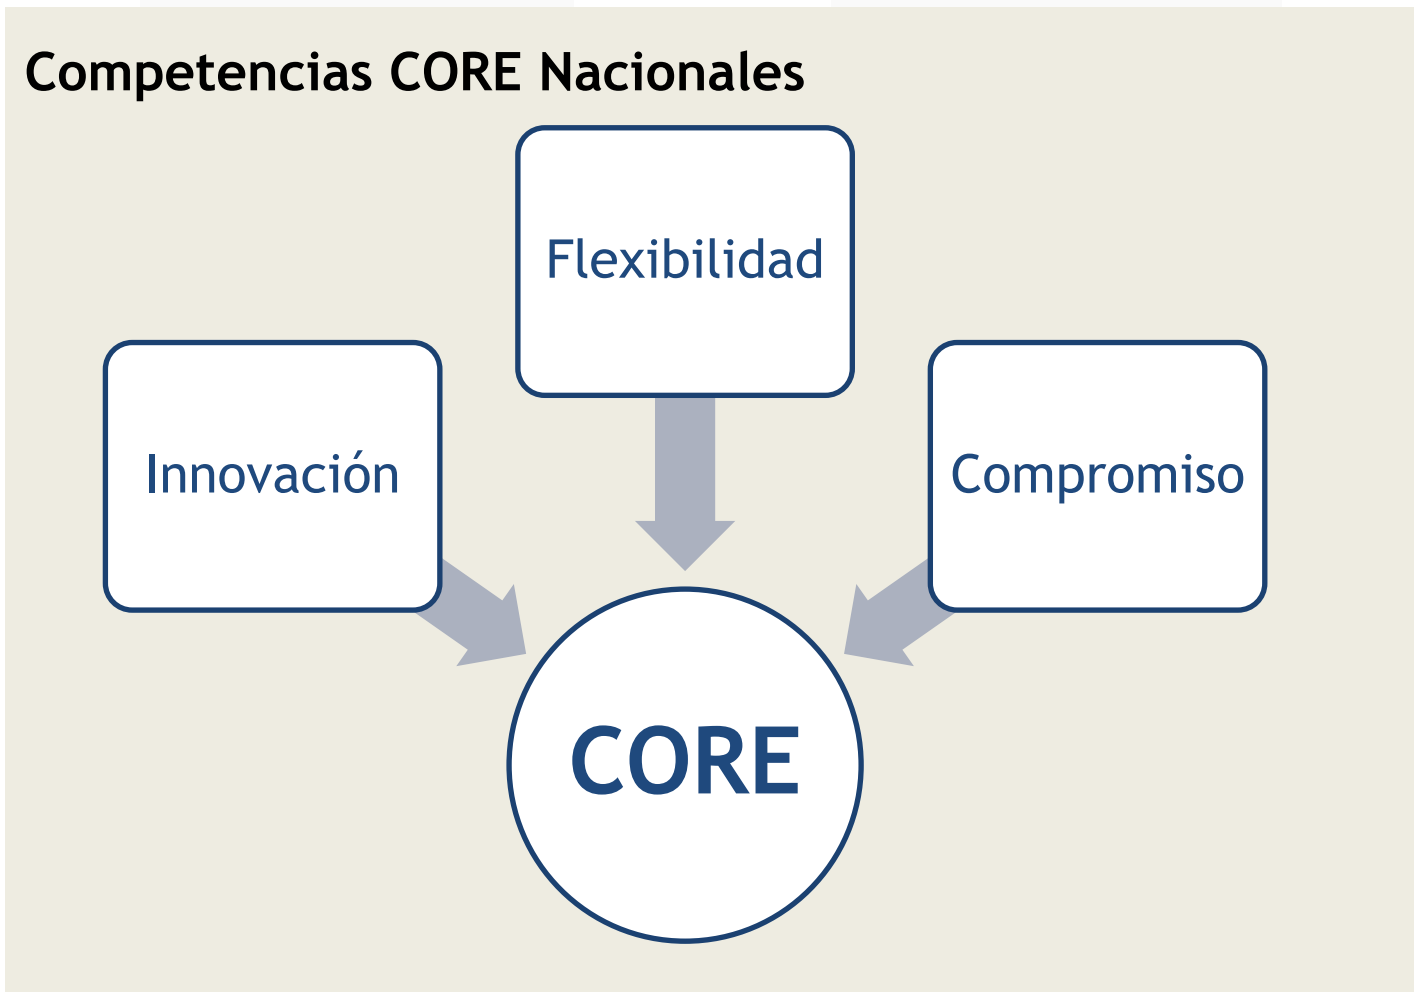 Competencias CORE Nacionales
Flexibilidad
Innovación
Compromiso
CORE